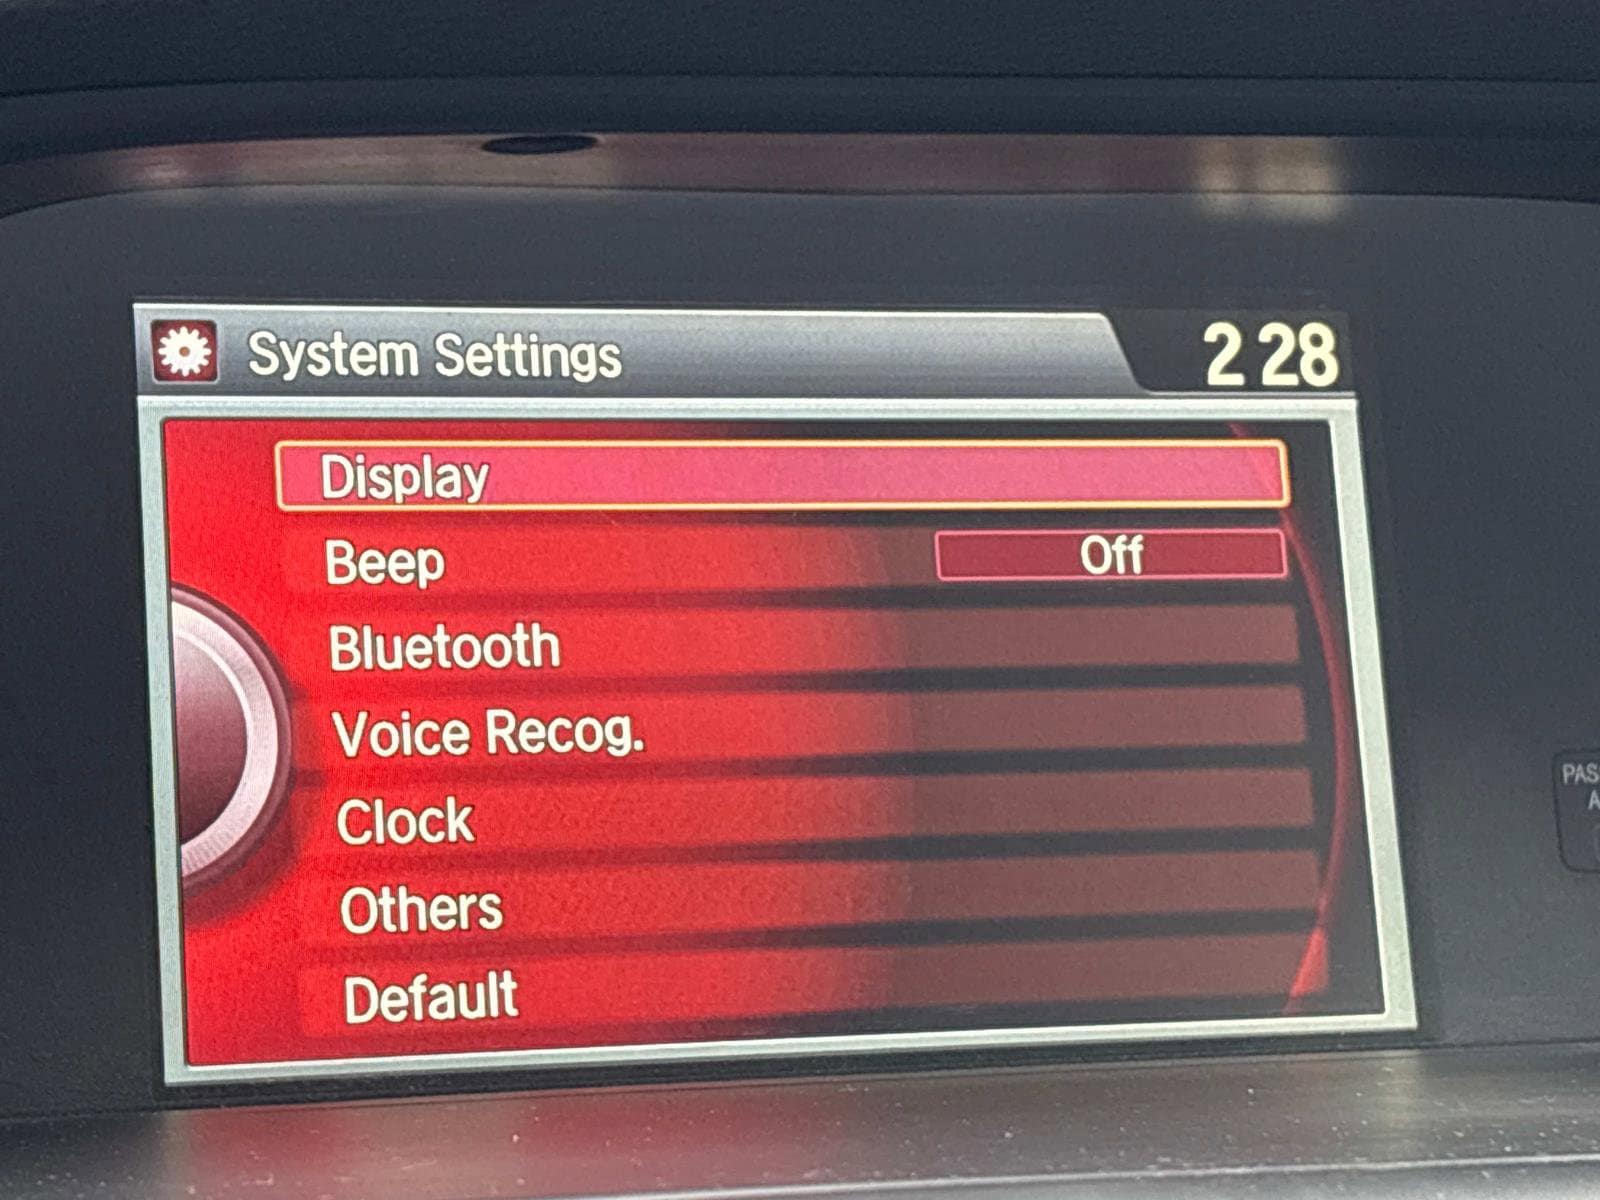 System Settings
2 28
Display
Beep
Off
Bluetooth
Voice Recog.
Clock
Others
Default